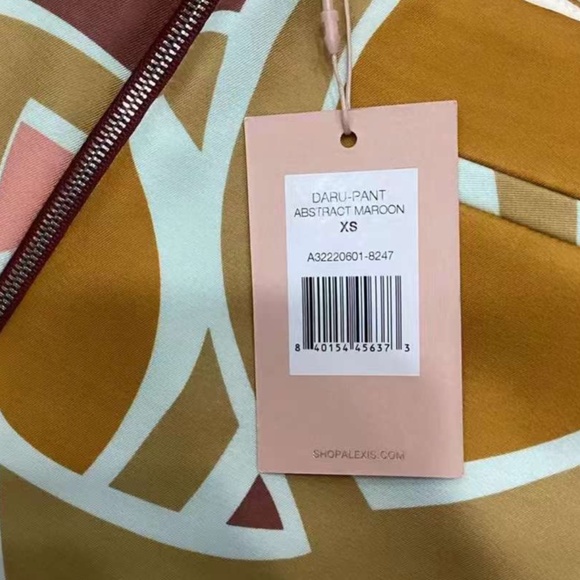 DARU-PANT
ABSTRACT MAROON
XS
A32220601-8247
8 40154 45637 3
SHOPALEXIS.COM